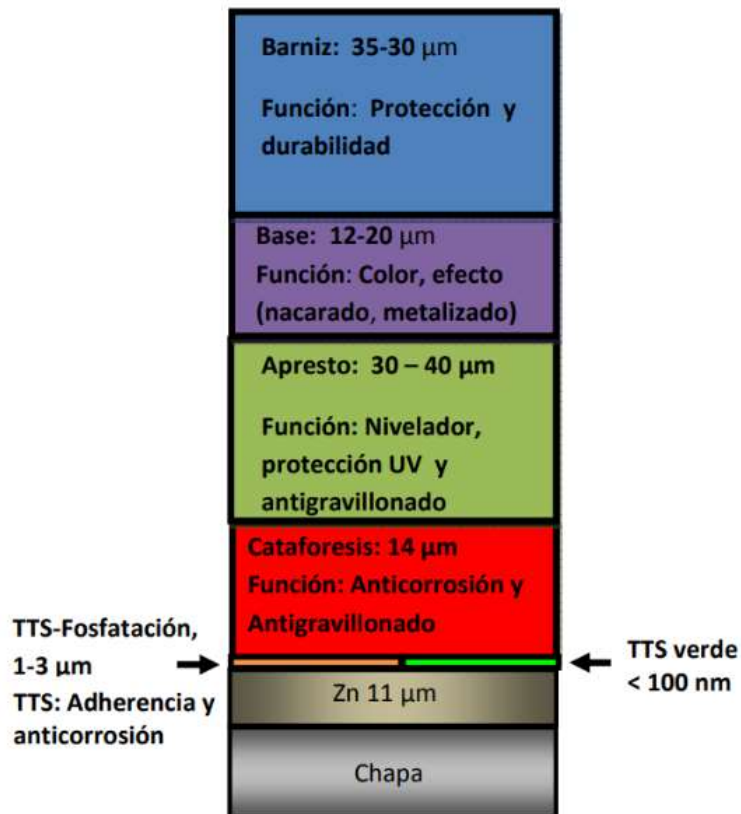 Barniz: 35-30 µm
Función: Protección y
durabilidad
Base: 12-20 µm
Función: Color, efecto
(nacarado, metalizado)
Apresto: 30 – 40 µm
Función: Nivelador,
protección UV y
antigravillonado
Cataforesis: 14 µm
Función: Anticorrosión y
Antigravillonado
TTS-Fosfatación,
1-3 µm
TTS: Adherencia y
anticorrosión
TTS verde
< 100 nm
Zn 11 µm
Chapa